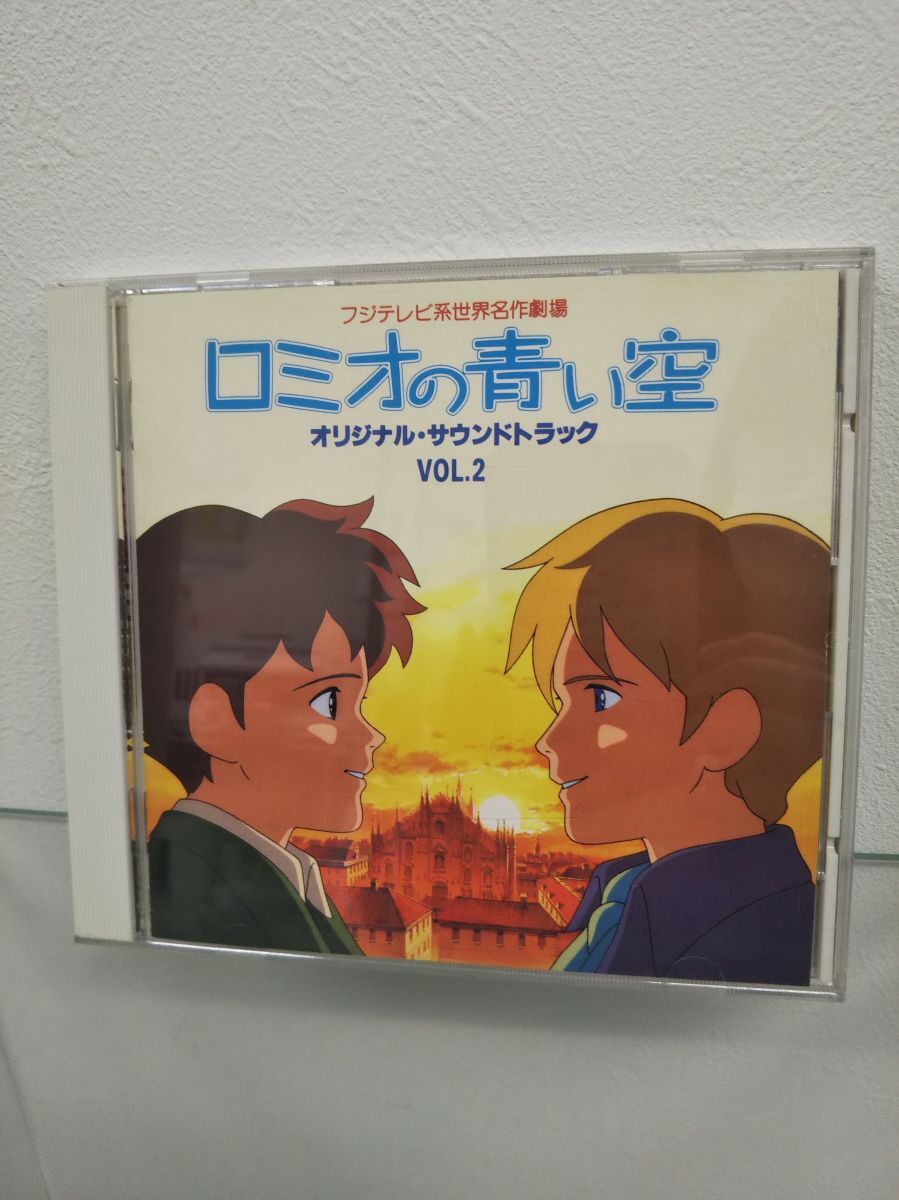 フジテレビ系世界名作劇場
ロミオの青い空
オリジナル・サウンドトラック
VOL.2